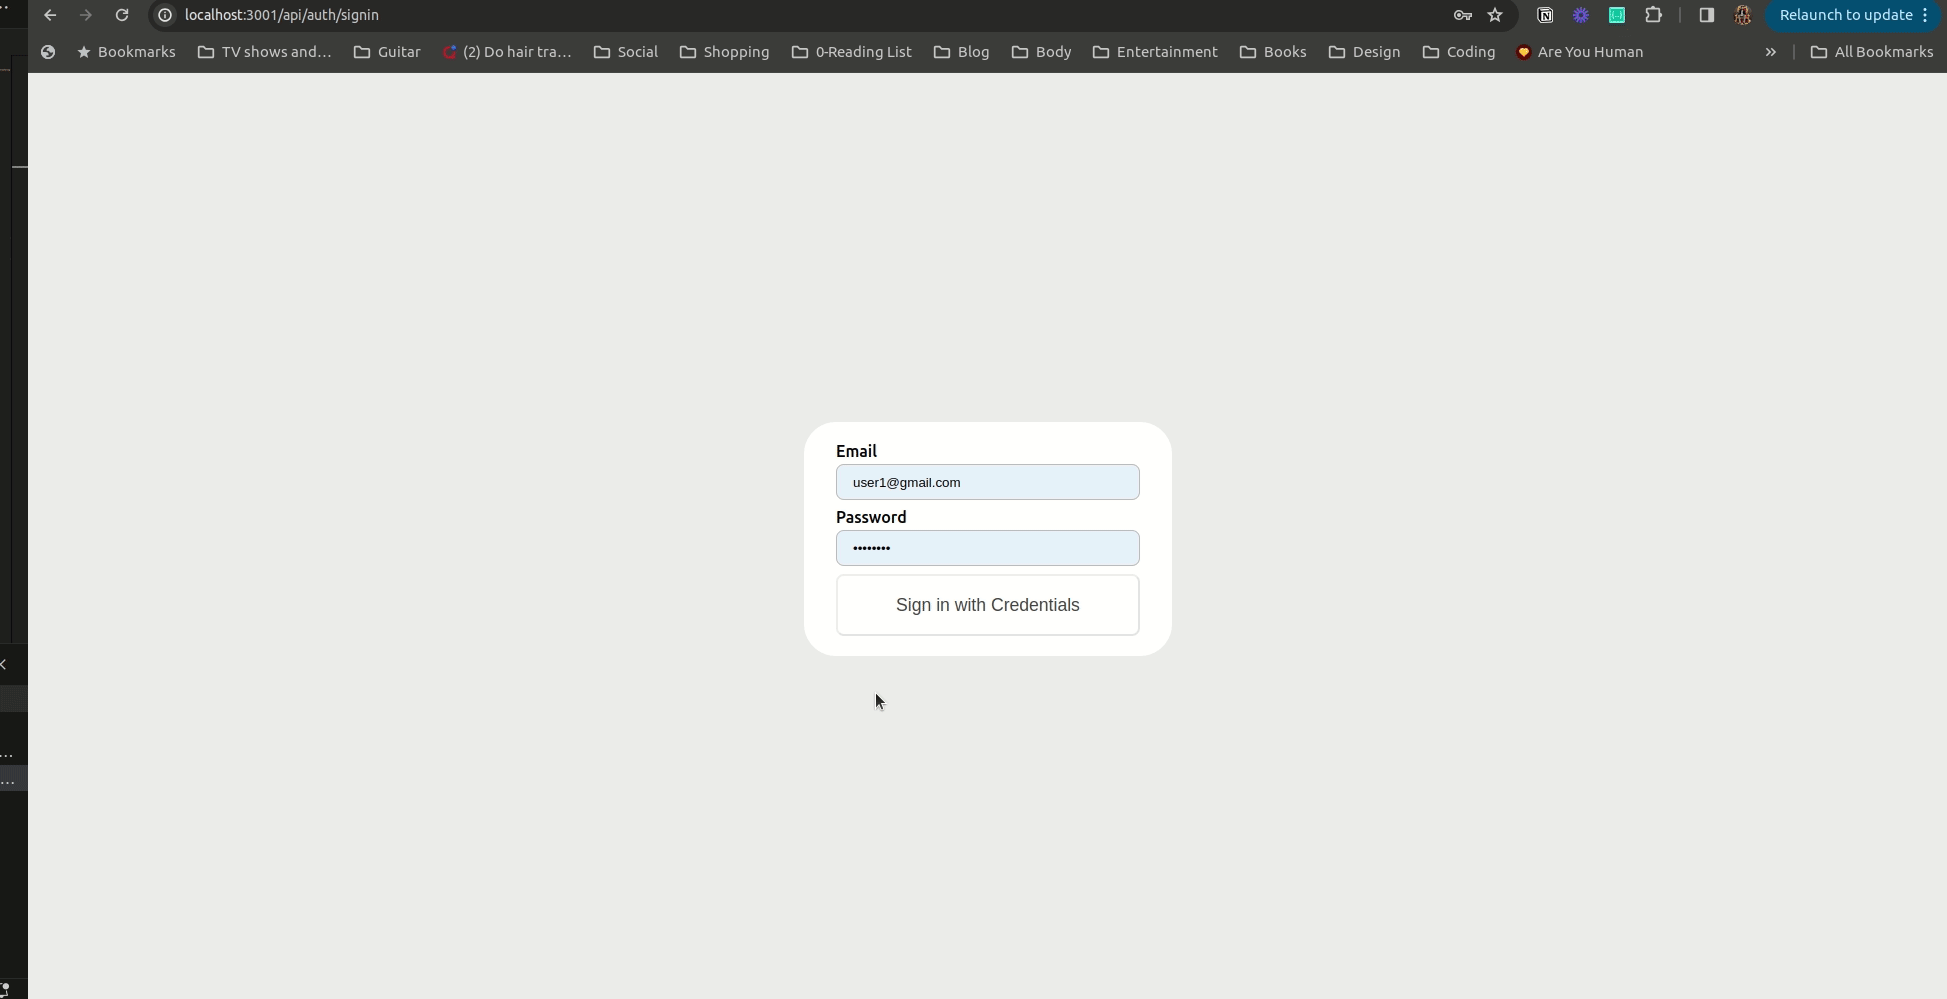 localhost:3001/api/auth/signin
Relaunch to update
Bookmarks TV shows and... Guitar (2) Do hair tra... Social Shopping 0-Reading List Blog Body Entertainment Books Design Coding Are You Human » All Bookmarks
Email
user1@gmail.com
Password
••••••••
Sign in with Credentials